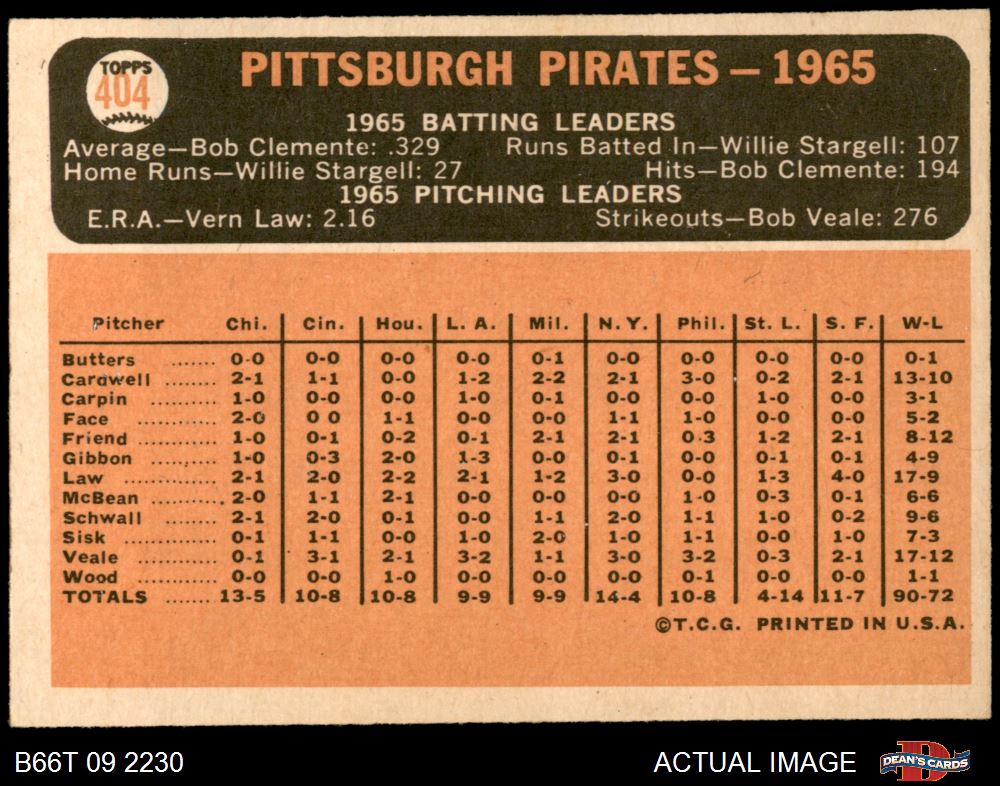 TOPPS
404
PITTSBURGH PIRATES — 1965
1965 BATTING LEADERS
Average—Bob Clemente: .329 Runs Batted In—Willie Stargell: 107
Home Runs—Willie Stargell: 27 Hits—Bob Clemente: 194
1965 PITCHING LEADERS
E.R.A.—Vern Law: 2.16 Strikeouts—Bob Veale: 276
Pitcher Chi. Cin. Hou. L. A. Mil. N. Y. Phil. St. L. S. F. W-L
Butters ....... 0-0 0-0 0-0 0-0 0-1 0-0 0-0 0-0 0-0 0-1
Cardwell ........ 2-1 1-1 0-0 1-2 2-2 2-1 3-0 0-2 2-1 13-10
Carpin .......... 1-0 0-0 0-0 1-0 0-1 0-0 0-0 1-0 0-0 3-1
Face ............ 2-0 0 0 1-1 0-0 0-0 1-1 1-0 0-0 0-0 5-2
Friend ........... 1-0 0-1 0-2 0-1 2-1 2-1 0-3 1-2 2-1 8-12
Gibbon .......... 1-0 0-3 2-0 1-3 0-0 0-1 0-0 0-1 0-1 4-9
Law ............. 2-1 2-0 2-2 2-1 1-2 3-0 0-0 1-3 4-0 17-9
McBean .......... 2-0 1-1 2-1 0-0 0-0 0-0 1-0 0-3 0-1 6-6
Schwall ........ 2-1 2-0 0-1 0-0 1-1 2-0 1-1 1-0 0-2 9-6
Sisk ............ 0-1 1-1 0-0 1-0 2-0 1-0 1-1 0-0 1-0 7-3
Veale ........... 0-1 3-1 2-1 3-2 1-1 3-0 3-2 0-3 2-1 17-12
Wood .......... 0-0 0-0 1-0 0-0 0-0 0-0 0-1 0-0 0-0 1-1
TOTALS ....... 13-5 10-8 10-8 9-9 9-9 14-4 10-8 4-14 11-7 90-72
©T.C.G. PRINTED IN U.S.A.
B66T 09 2230 ACTUAL IMAGE D DEAN'S CARDS